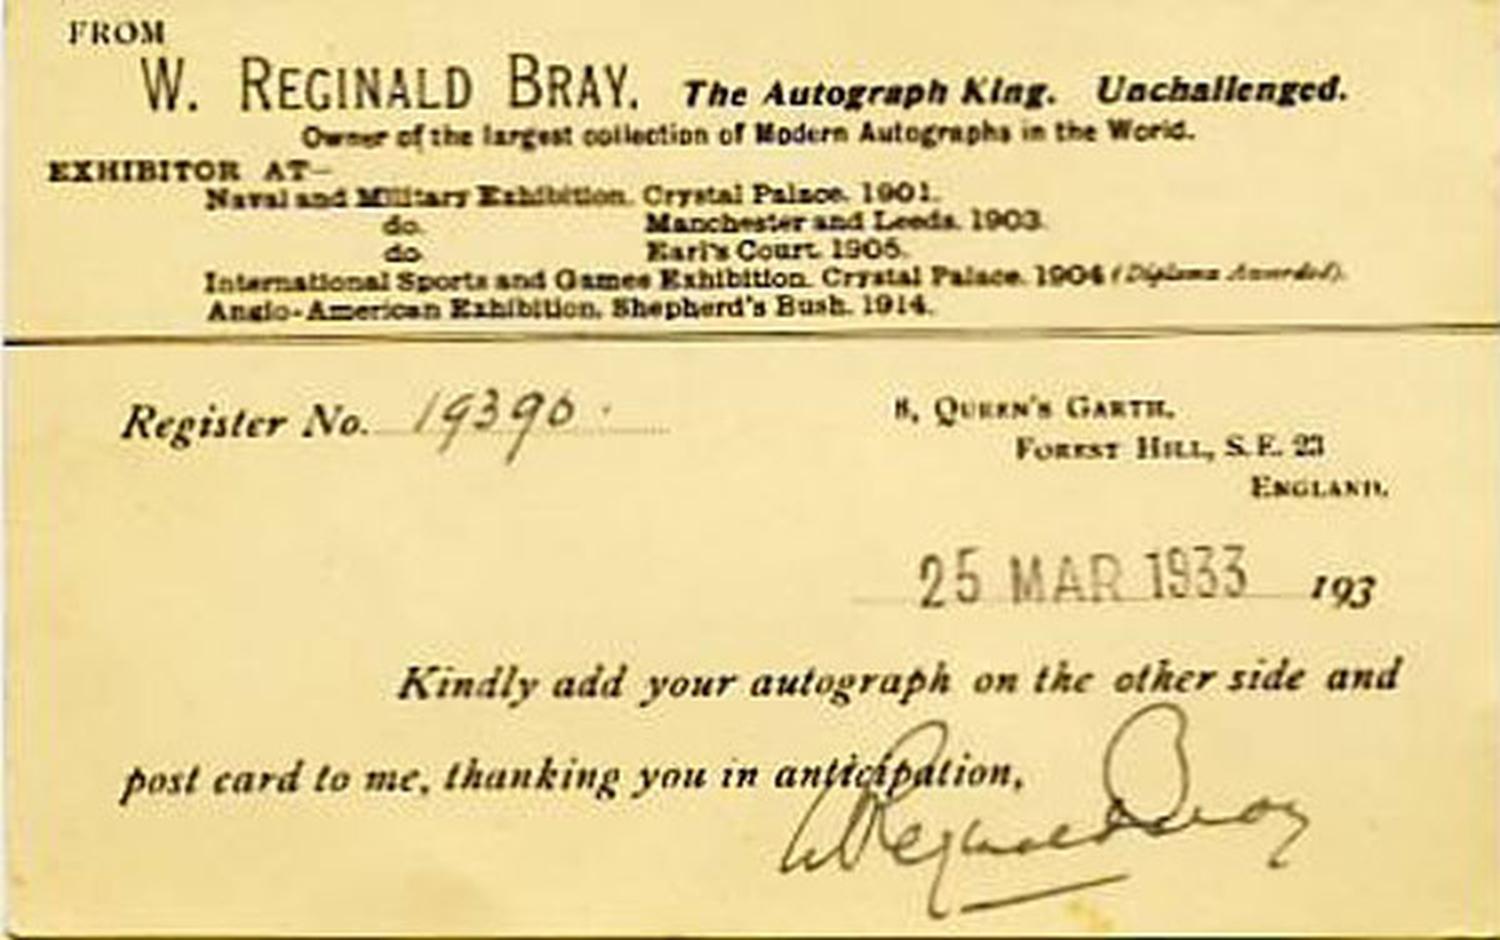 FROM
W. REGINALD BRAY. The Autograph King. Unchallenged.
Owner of the largest collection of Modern Autographs in the World.
EXHIBITOR AT—
Naval and Military Exhibition. Crystal Palace. 1901.
do. Manchester and Leeds. 1903.
do. Earl's Court. 1905.
International Sports and Games Exhibition. Crystal Palace. 1904 (Diploma Awarded).
Anglo-American Exhibition. Shepherd's Bush. 1914.
Register No. 19390.
8, QUEEN'S GARTH,
FOREST HILL, S.E. 23
ENGLAND.
25 MAR 1933 193
Kindly add your autograph on the other side and
post card to me, thanking you in anticipation,
W Reginald Bray